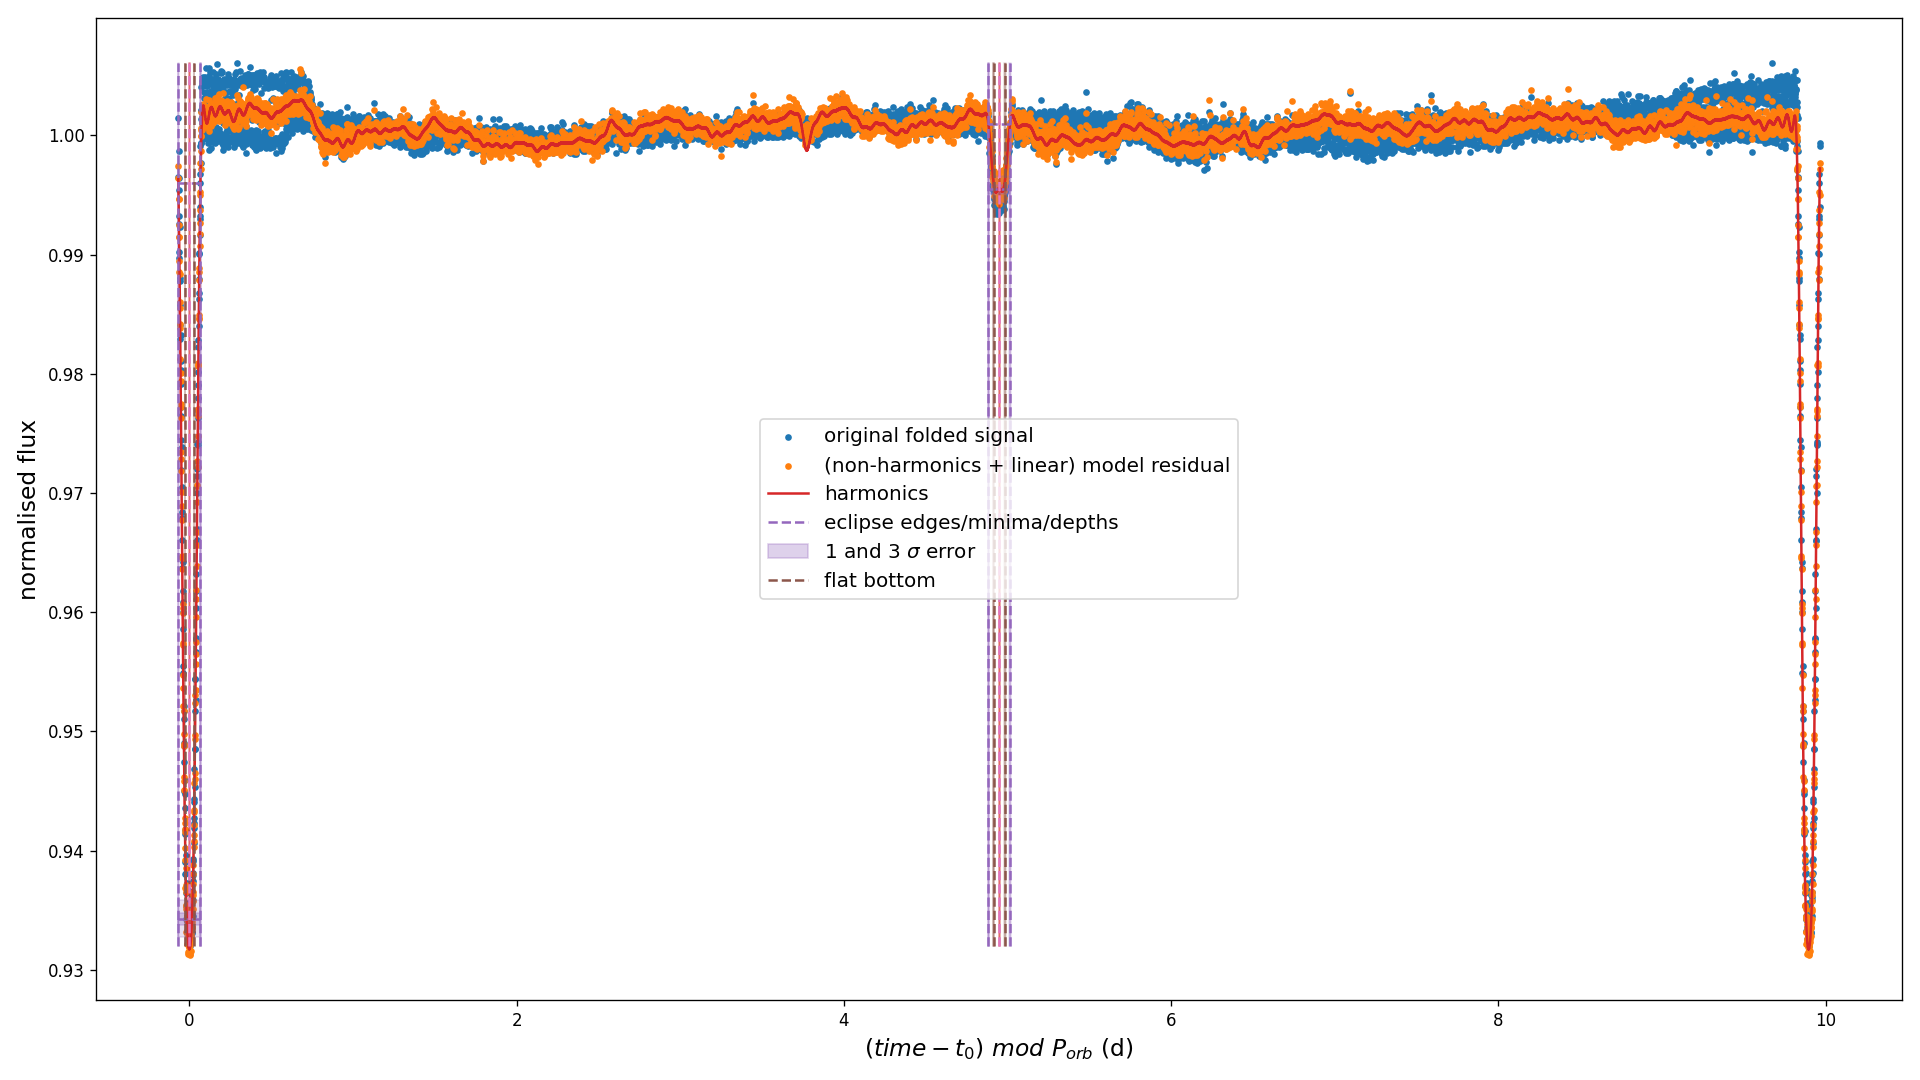 normalised flux
1.00
0.99
0.98
0.97
0.96
0.95
0.94
0.93
original folded signal
(non-harmonics + linear) model residual
harmonics
eclipse edges/minima/depths
1 and 3 σ error
flat bottom
0 2 4 6 8 10
(time − t₀) mod P_orb (d)